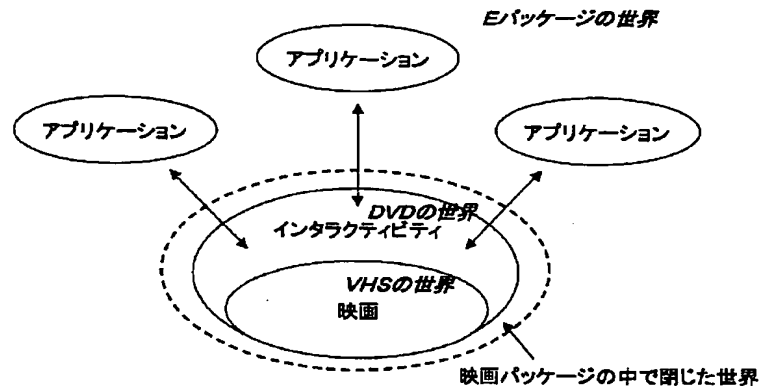 Eパッケージの世界
アプリケーション
アプリケーション
アプリケーション
DVDの世界
インタラクティビティ
VHSの世界
映画
映画パッケージの中で閉じた世界